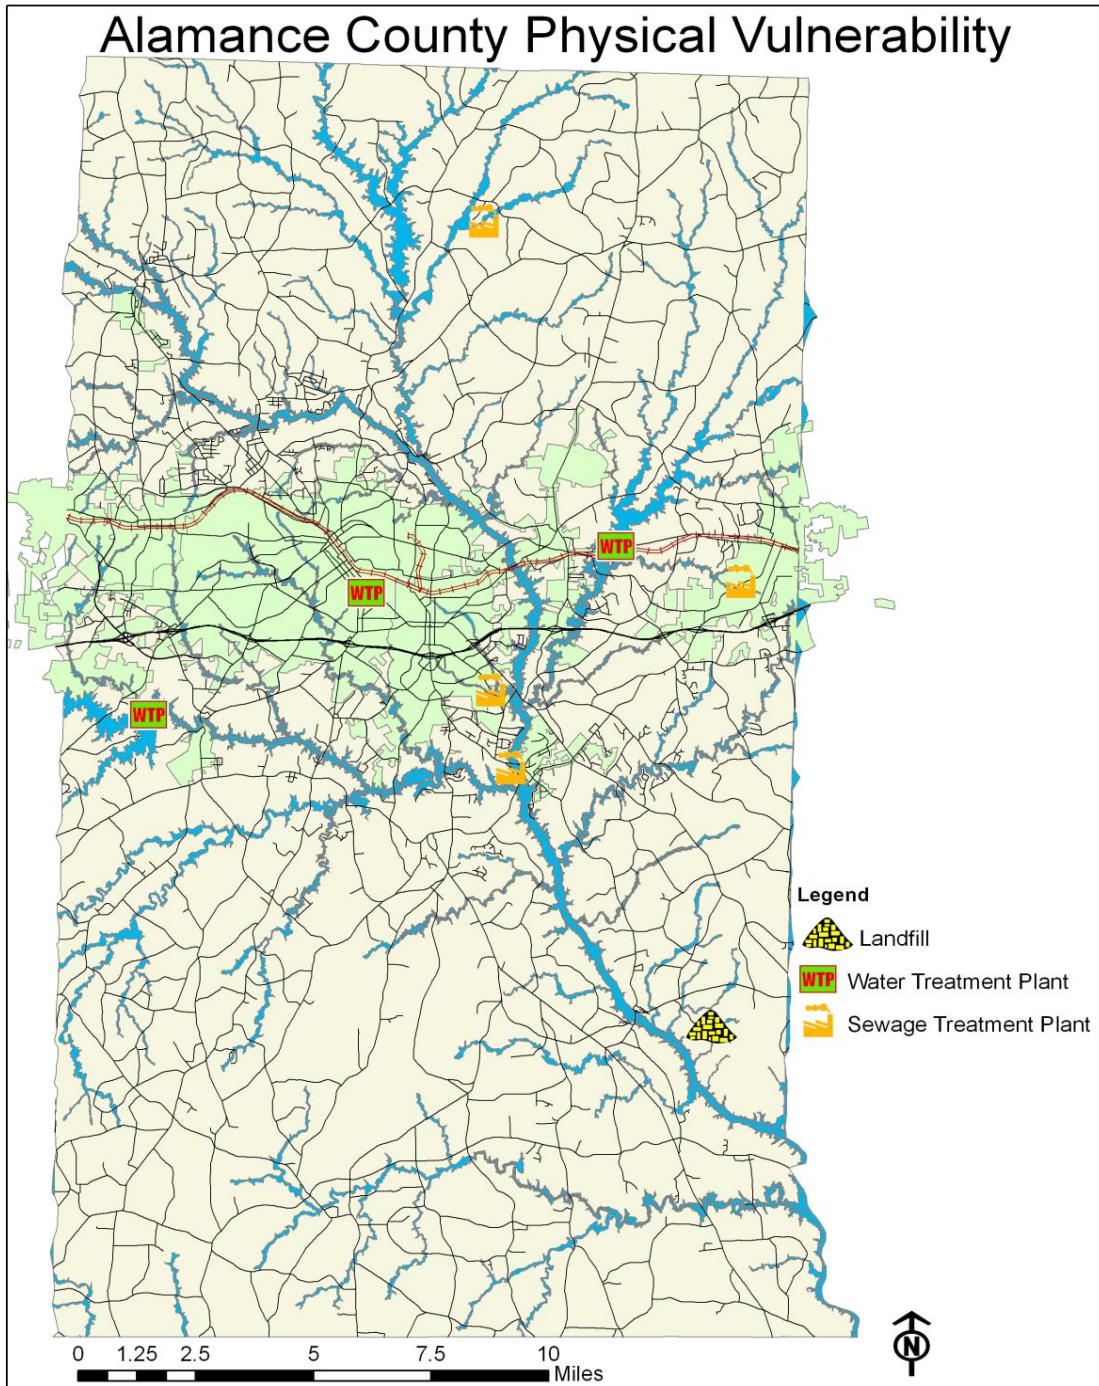 Alamance County Physical Vulnerability
WTP
WTP
WTP
Legend
Landfill
WTP Water Treatment Plant
Sewage Treatment Plant
N
0 1.25 2.5 5 7.5 10
Miles